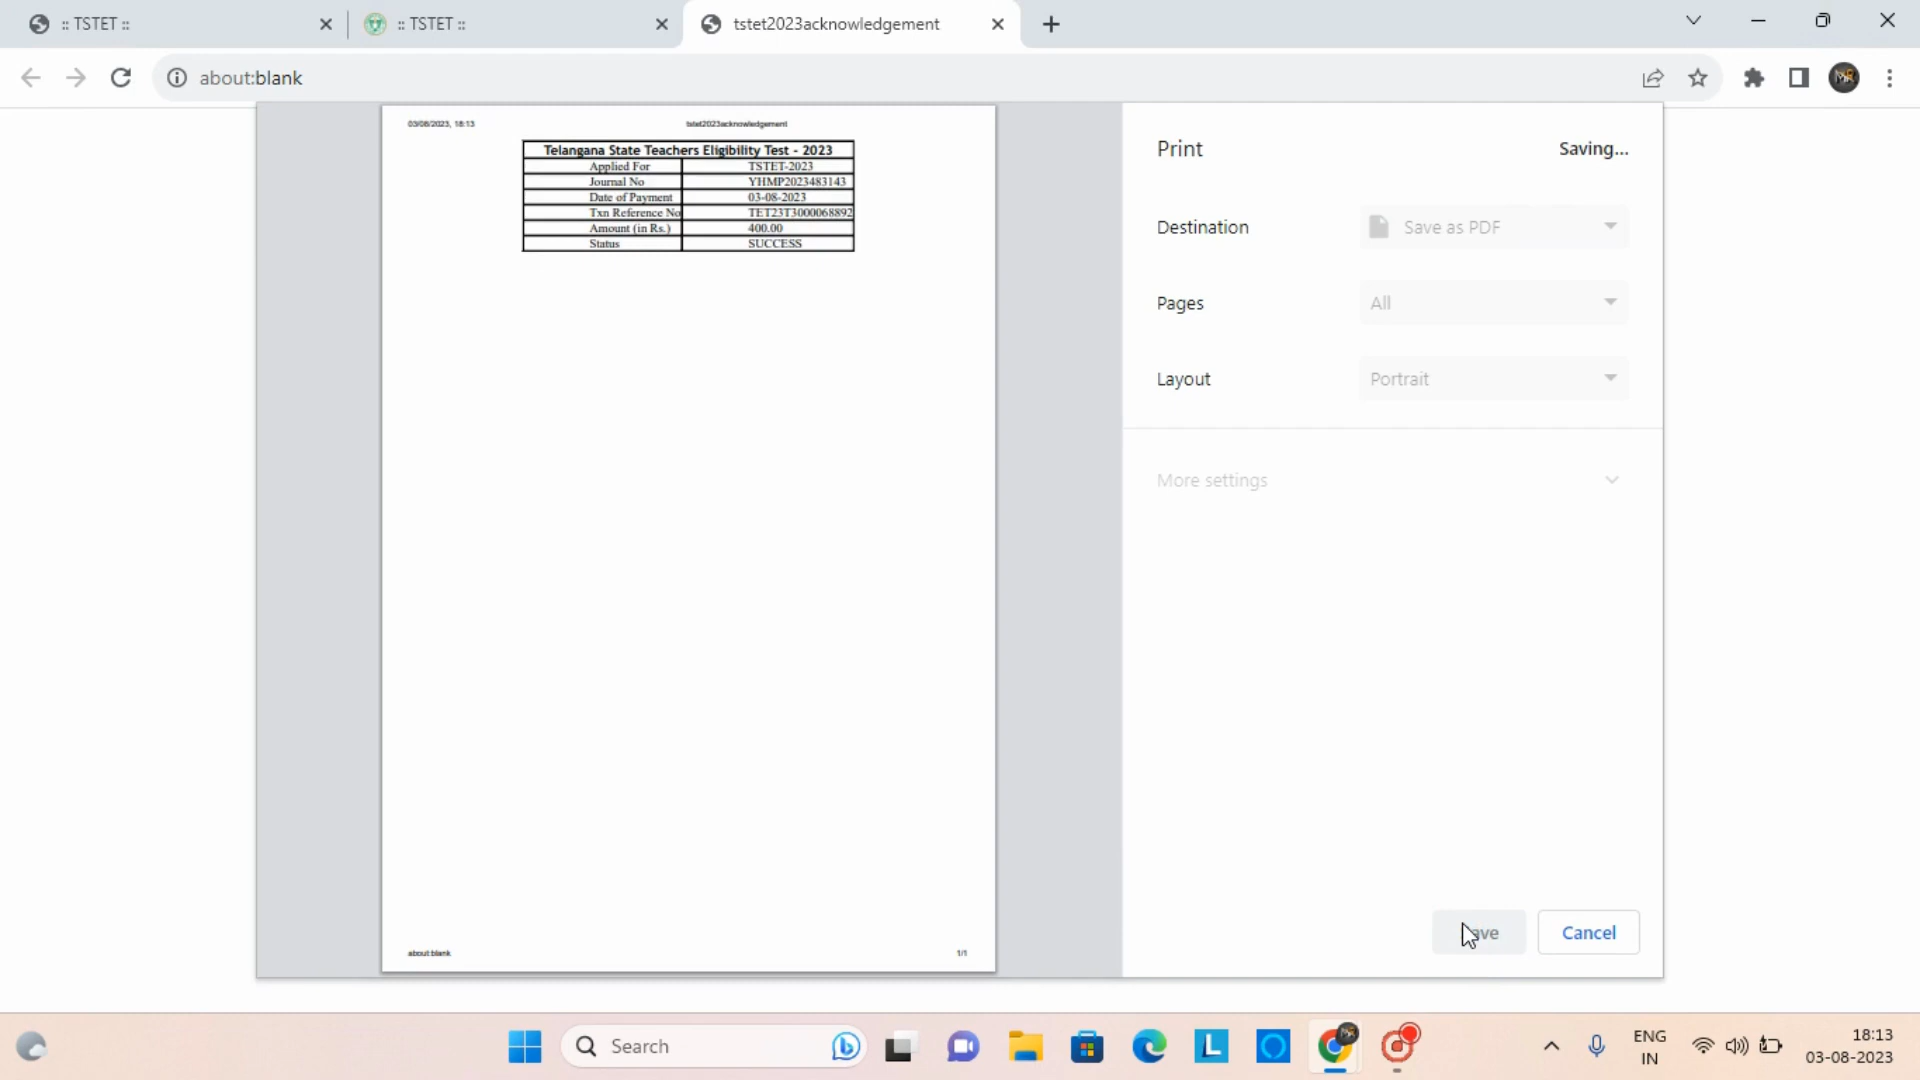 :: TSTET ::
:: TSTET ::
tstet2023acknowledgement
about:blank
03/08/2023, 18:13
tstet2023acknowledgement
Telangana State Teachers Eligibility Test - 2023
Applied For TSTET-2023
Journal No YHMP2023483143
Date of Payment 03-08-2023
Txn Reference No TET23T3000068892
Amount (in Rs.) 400.00
Status SUCCESS
about:blank
1/1
Print
Saving...
Destination
Save as PDF
Pages
All
Layout
Portrait
More settings
Cancel
Search
ENG
IN
18:13
03-08-2023